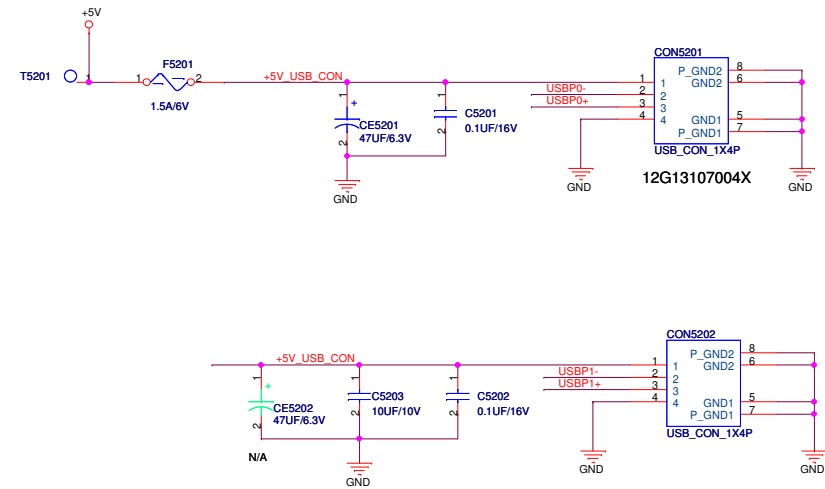 +5V
T5201
1
1
F5201
2
1.5A/6V
+5V_USB_CON
1
+
CE5201
47UF/6.3V
2
1
C5201
0.1UF/16V
2
GND
USBP0-
USBP0+
GND
CON5201
1
2
3
4
1
2
3
4
P_GND2
GND2
GND1
P_GND1
8
6
5
7
USB_CON_1X4P
12G13107004X
GND
+5V_USB_CON
1
+
CE5202
47UF/6.3V
2
N/A
1
C5203
10UF/10V
2
GND
1
C5202
0.1UF/16V
2
USBP1-
USBP1+
GND
CON5202
1
2
3
4
1
2
3
4
P_GND2
GND2
GND1
P_GND1
8
6
5
7
USB_CON_1X4P
GND